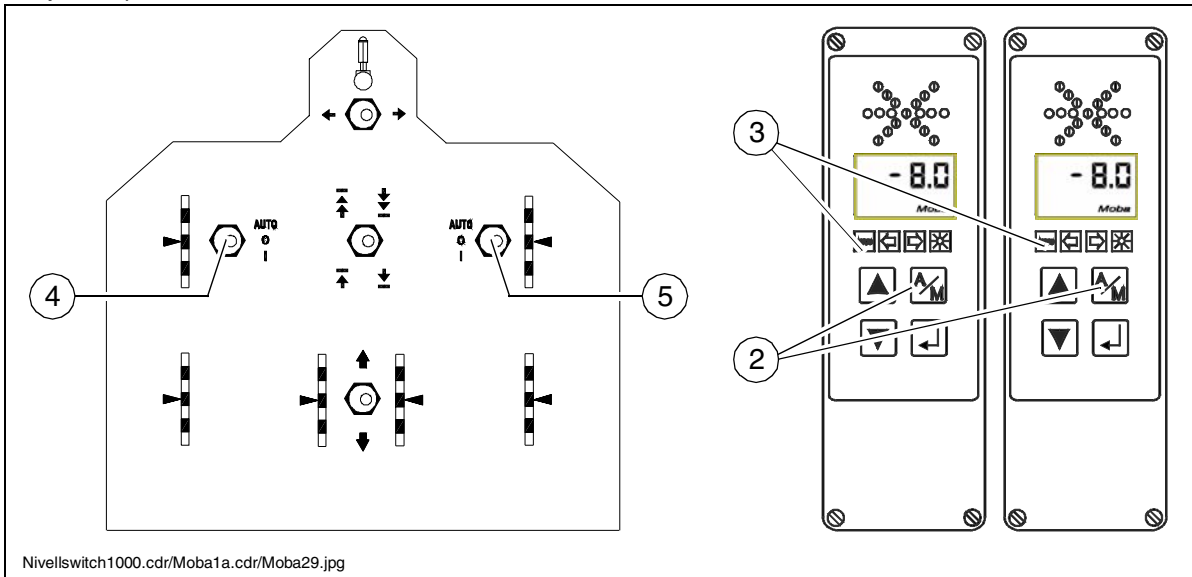 3
- 8.0
Moba
- 8.0
Moba
AUTO
0
I
AUTO
0
I
4
5
A/M
A/M
2
Nivellswitch1000.cdr/Moba1a.cdr/Moba29.jpg